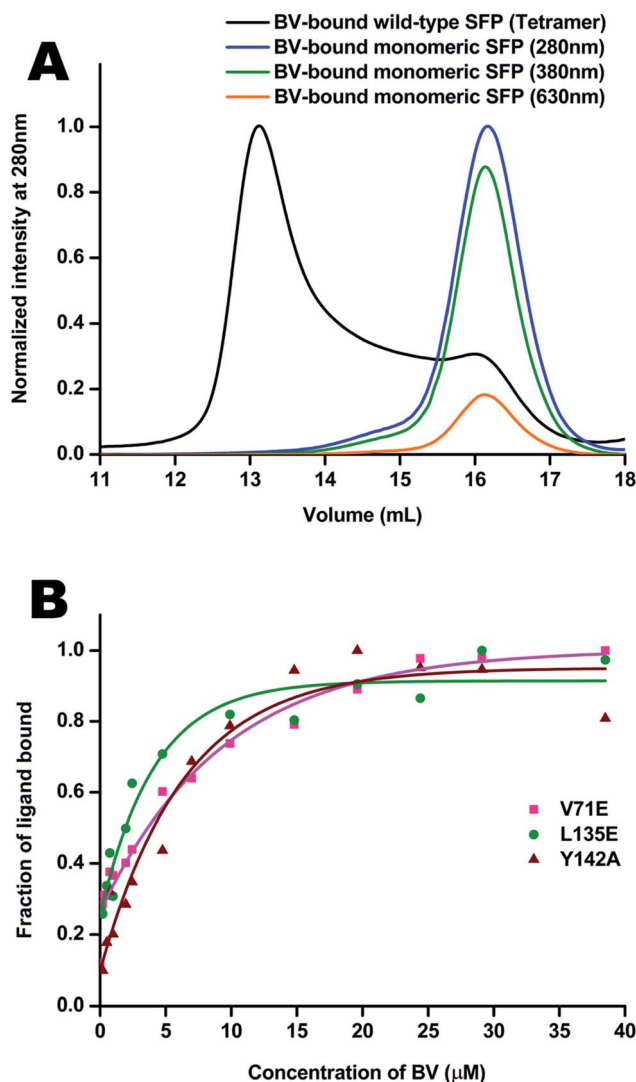 BV-bound wild-type SFP (Tetramer)
BV-bound monomeric SFP (280nm)
BV-bound monomeric SFP (380nm)
BV-bound monomeric SFP (630nm)
A
Normalized intensity at 280nm
1.0
0.8
0.6
0.4
0.2
0.0
11 12 13 14 15 16 17 18
Volume (mL)
B
Fraction of ligand bound
1.0
0.8
0.6
0.4
0.2
0.0
V71E
L135E
Y142A
0 5 10 15 20 25 30 35 40
Concentration of BV (μM)